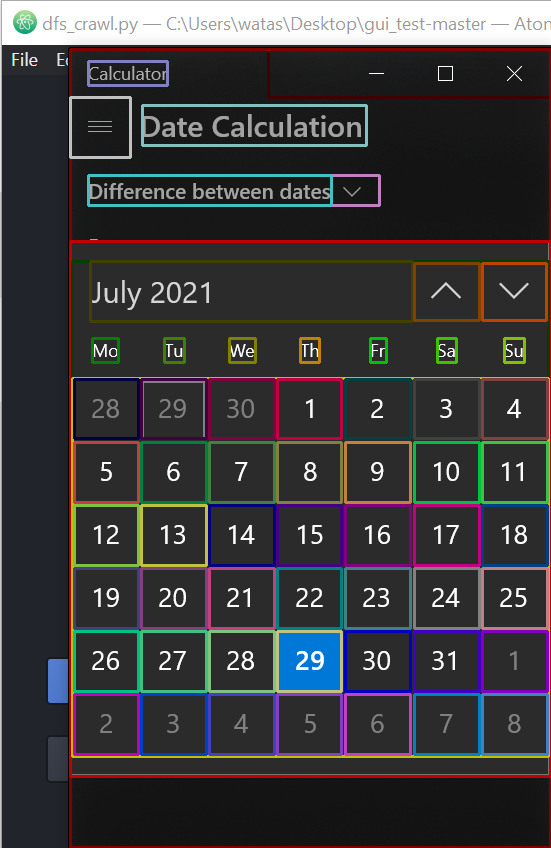 dfs_crawl.py — C:\Users\watas\Desktop\gui_test-master — Atom
File
Calculator
Date Calculation
Difference between dates
July 2021
Mo Tu We Th Fr Sa Su
28 29 30 1 2 3 4
5 6 7 8 9 10 11
12 13 14 15 16 17 18
19 20 21 22 23 24 25
26 27 28 29 30 31 1
2 3 4 5 6 7 8